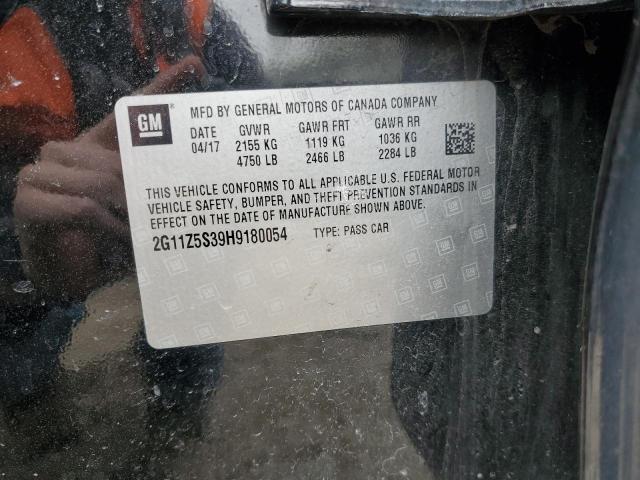 GM
MFD BY GENERAL MOTORS OF CANADA COMPANY
DATE GVWR GAWR FRT GAWR RR
04/17 2155 KG 1119 KG 1036 KG
4750 LB 2466 LB 2284 LB
THIS VEHICLE CONFORMS TO ALL APPLICABLE U.S. FEDERAL MOTOR
VEHICLE SAFETY, BUMPER, AND THEFT PREVENTION STANDARDS IN
EFFECT ON THE DATE OF MANUFACTURE SHOWN ABOVE.
2G11Z5S39H9180054 TYPE: PASS CAR